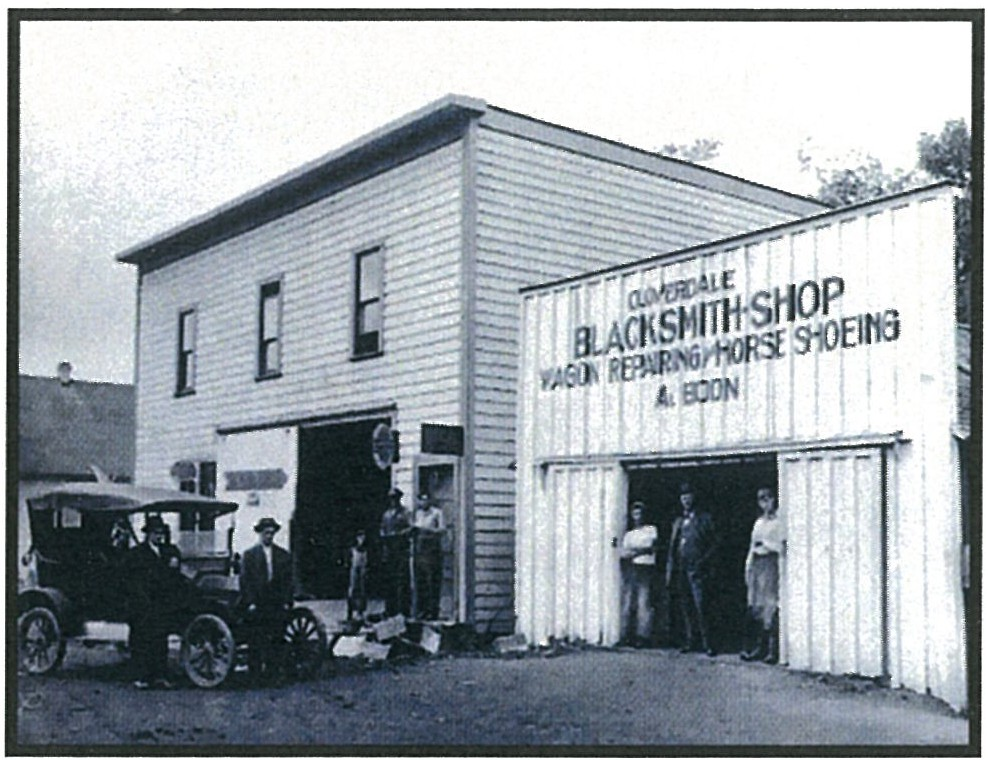 CLOVERDALE
BLACKSMITH-SHOP
WAGON REPAIRING/HORSE SHOEING
A. BOON